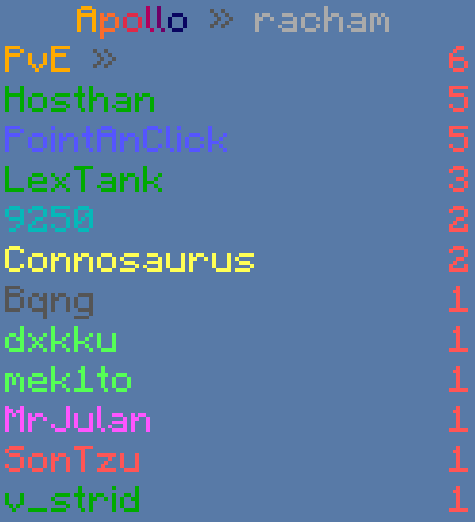 Apollo » racham
PvE » 6
Hosthan 5
PointAnClick 5
LexTank 3
9250 2
Connosaurus 2
Bqng 1
dxkku 1
mek1to 1
MrJulan 1
SonTzu 1
v_strid 1